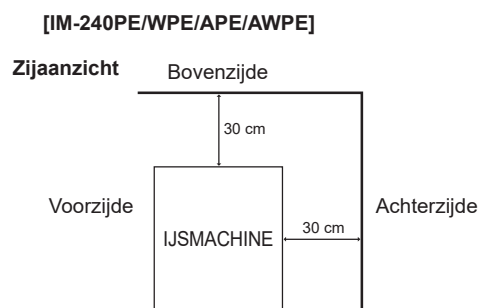 [IM-240PE/WPE/APE/AWPE]
Zijaanzicht
Bovenzijde
30 cm
Voorzijde
IJSMACHINE
30 cm
Achterzijde